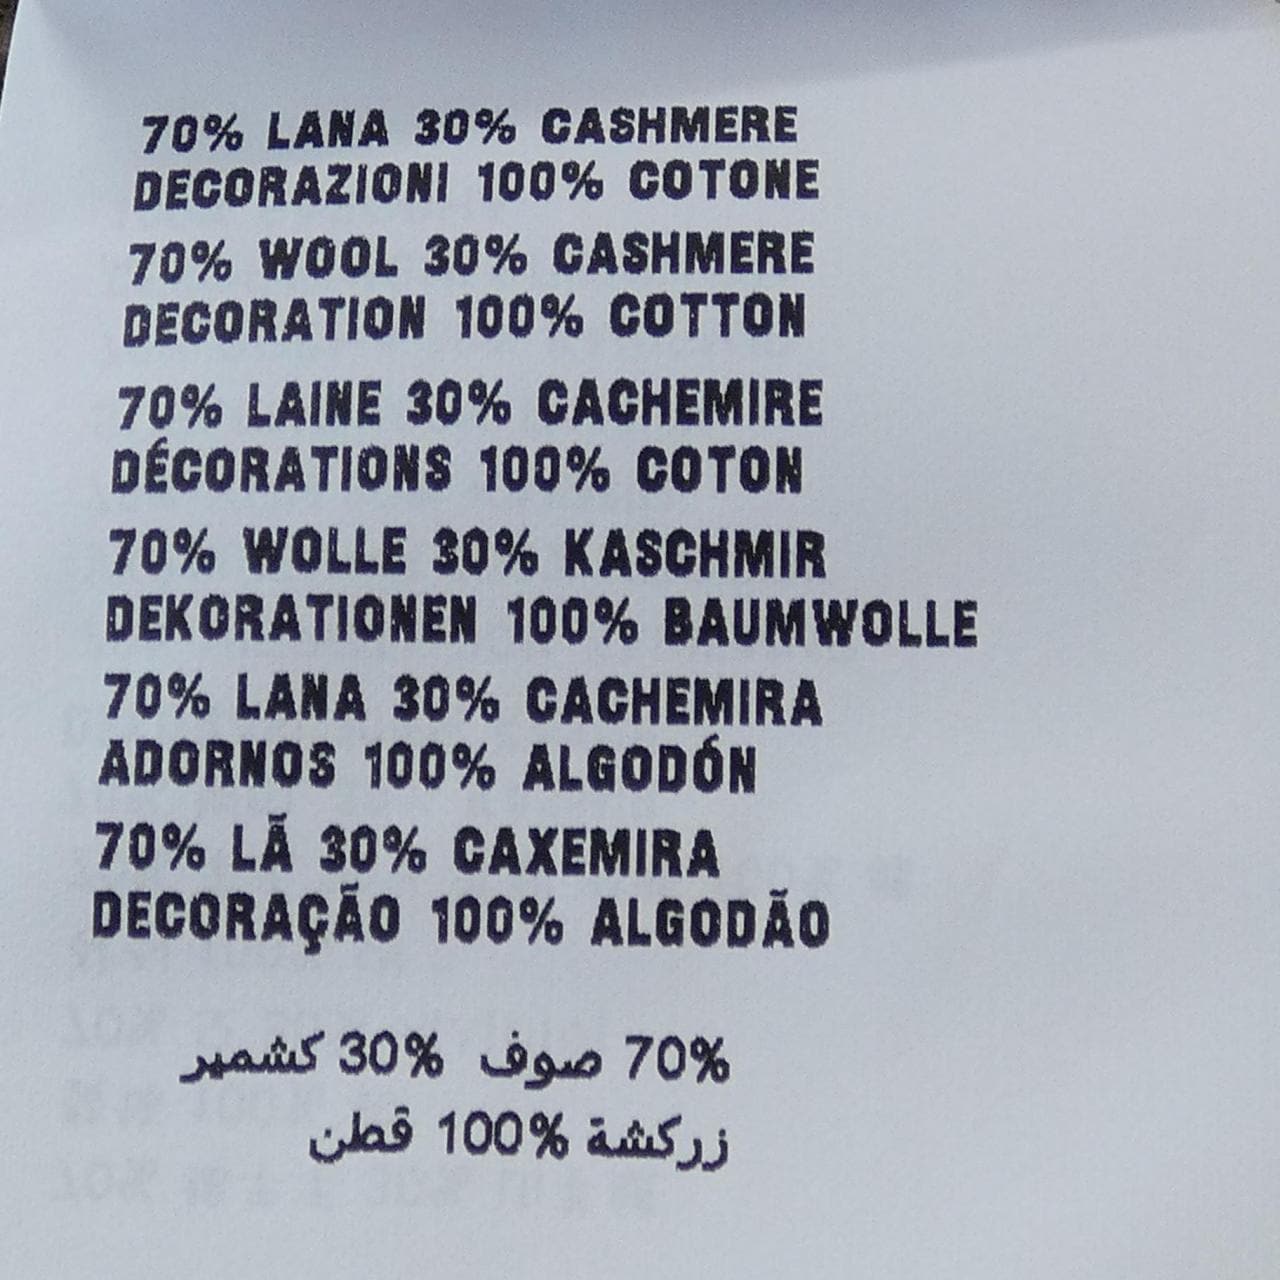 70% LANA 30% CASHMERE
DECORAZIONI 100% COTONE
70% WOOL 30% CASHMERE
DECORATION 100% COTTON
70% LAINE 30% CACHEMIRE
DÉCORATIONS 100% COTON
70% WOLLE 30% KASCHMIR
DEKORATIONEN 100% BAUMWOLLE
70% LANA 30% CACHEMIRA
ADORNOS 100% ALGODÓN
70% LÃ 30% CAXEMIRA
DECORAÇÃO 100% ALGODÃO
70% صوف 30% كشمير
زركشة 100% قطن